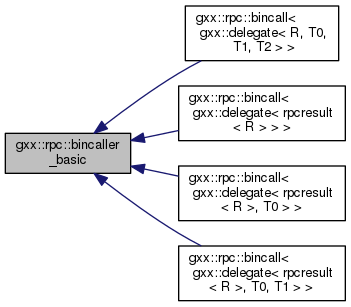 gxx::rpc::bincall<
gxx::delegate< R, T0,
T1, T2 > >
gxx::rpc::bincall<
gxx::delegate< rpcresult
< R > > >
gxx::rpc::bincaller
_basic
gxx::rpc::bincall<
gxx::delegate< rpcresult
< R >, T0 > >
gxx::rpc::bincall<
gxx::delegate< rpcresult
< R >, T0, T1 > >